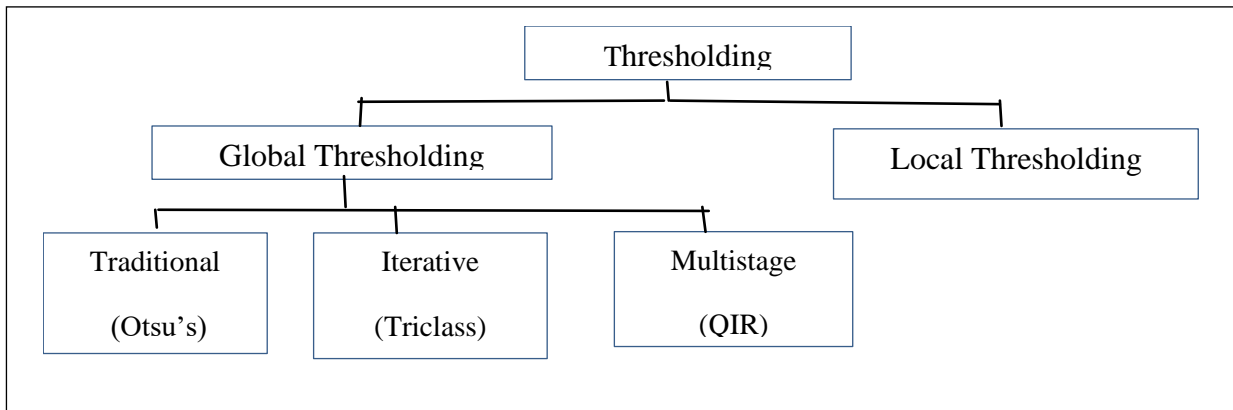 Thresholding
Global Thresholding
Local Thresholding
Traditional
(Otsu’s)
Iterative
(Triclass)
Multistage
(QIR)